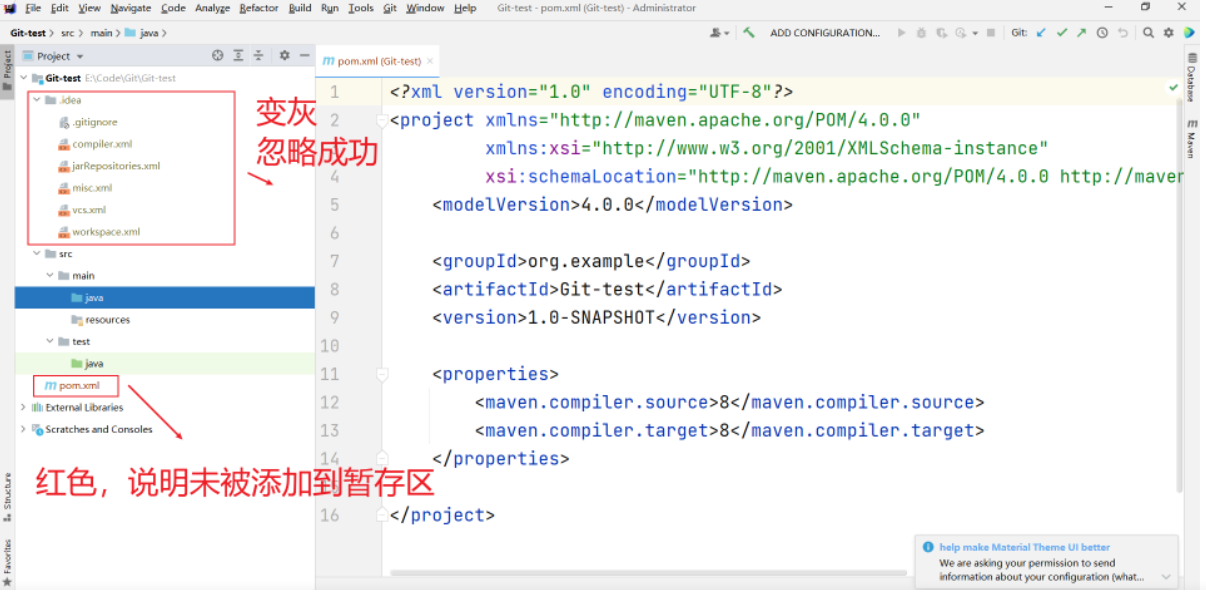 File Edit View Navigate Code Analyze Refactor Build Run Tools Git Window Help Git-test - pom.xml (Git-test) - Administrator
Git-test src main java ADD CONFIGURATION... Git:
Project
pom.xml (Git-test)
Git-test E:\Code\Git\Git-test
.idea
.gitignore
compiler.xml
jarRepositories.xml
misc.xml
vcs.xml
workspace.xml
src
main
java
resources
test
java
pom.xml
External Libraries
Scratches and Consoles
变灰
忽略成功
红色，说明未被添加到暂存区
1 <?xml version="1.0" encoding="UTF-8"?>
2 <project xmlns="http://maven.apache.org/POM/4.0.0"
xmlns:xsi="http://www.w3.org/2001/XMLSchema-instance"
4 xsi:schemaLocation="http://maven.apache.org/POM/4.0.0 http://maver
5 <modelVersion>4.0.0</modelVersion>
6
7 <groupId>org.example</groupId>
8 <artifactId>Git-test</artifactId>
9 <version>1.0-SNAPSHOT</version>
10
11 <properties>
12 <maven.compiler.source>8</maven.compiler.source>
13 <maven.compiler.target>8</maven.compiler.target>
14 </properties>
16 </project>
help make Material Theme UI better
We are asking your permission to send
information about your configuration (what...
Project
Structure
Favorites
Database
Maven